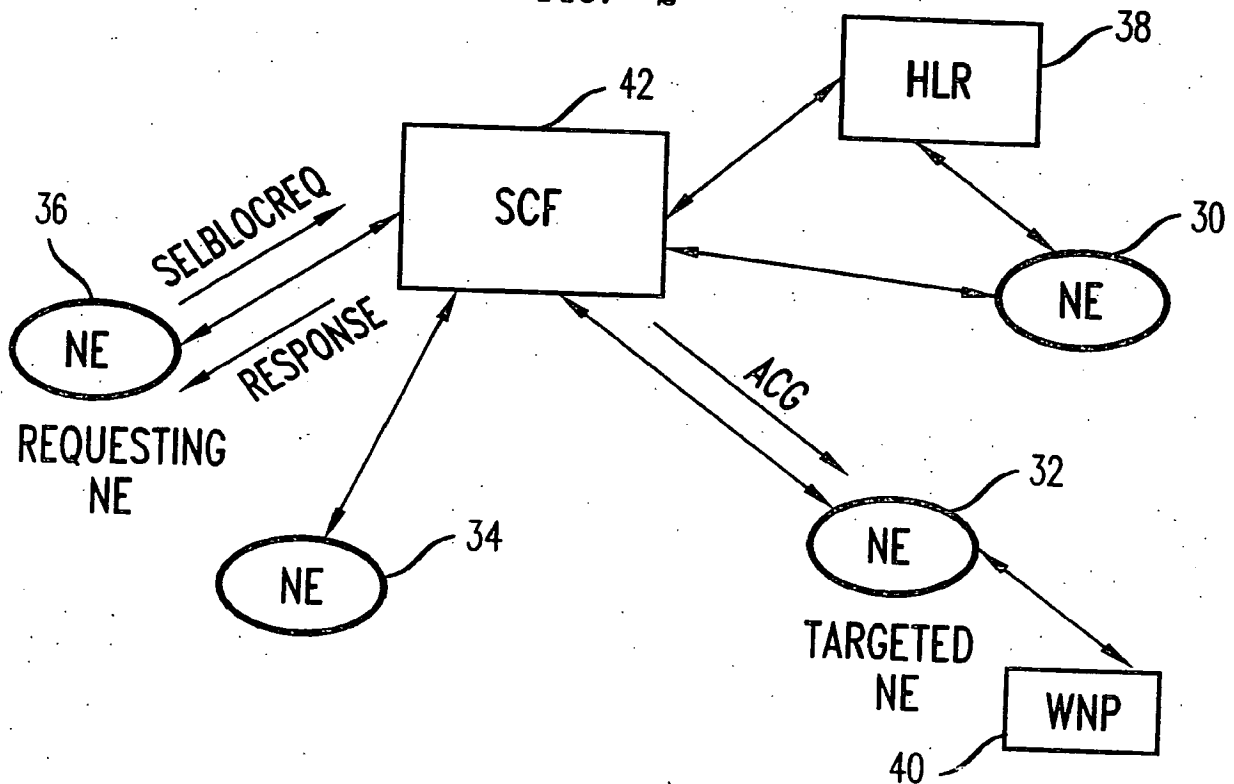 38
HLR
42
SCF
36
SELBLOCREQ
30
NE
NE
RESPONSE
ACG
REQUESTING
NE
32
NE
34
NE
TARGETED
NE
WNP
40